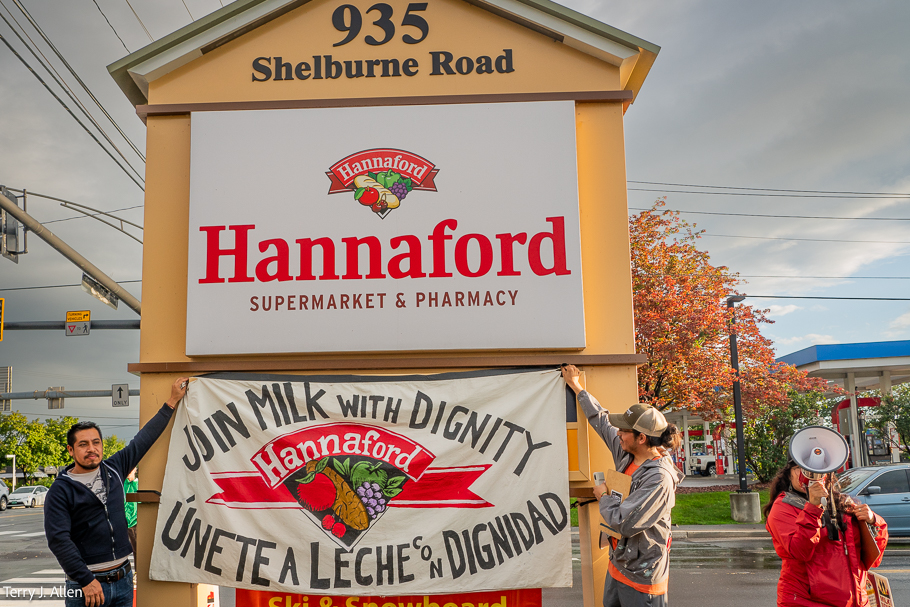 935
Shelburne Road
Hannaford
Hannaford
SUPERMARKET & PHARMACY
ONLY
JOIN MILK WITH DIGNITY
Hannaford
ÚNETE A LECHE CON DIGNIDAD
Ski & Snowboard
Terry J. Allen